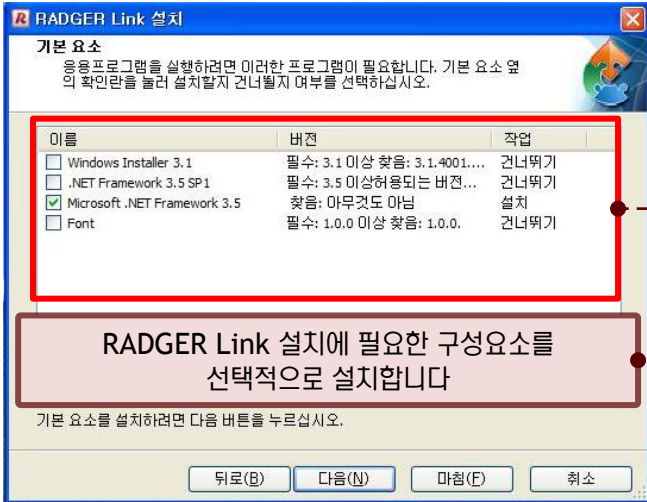 RADGER Link 설치
기본 요소
응용프로그램을 실행하려면 이러한 프로그램이 필요합니다. 기본 요소 옆
의 확인란을 눌러 설치할지 건너뛸지 여부를 선택하십시오.
이름 버전 작업
Windows Installer 3.1 필수: 3.1 이상 찾음: 3.1.4001.... 건너뛰기
.NET Framework 3.5 SP1 필수: 3.5 이상허용되는 버전... 건너뛰기
Microsoft .NET Framework 3.5 찾음: 아무것도 아님 설치
Font 필수: 1.0.0 이상 찾음: 1.0.0. 건너뛰기
RADGER Link 설치에 필요한 구성요소를
선택적으로 설치합니다
기본 요소를 설치하려면 다음 버튼을 누르십시오.
뒤로(B) 다음(N) 마침(F) 취소